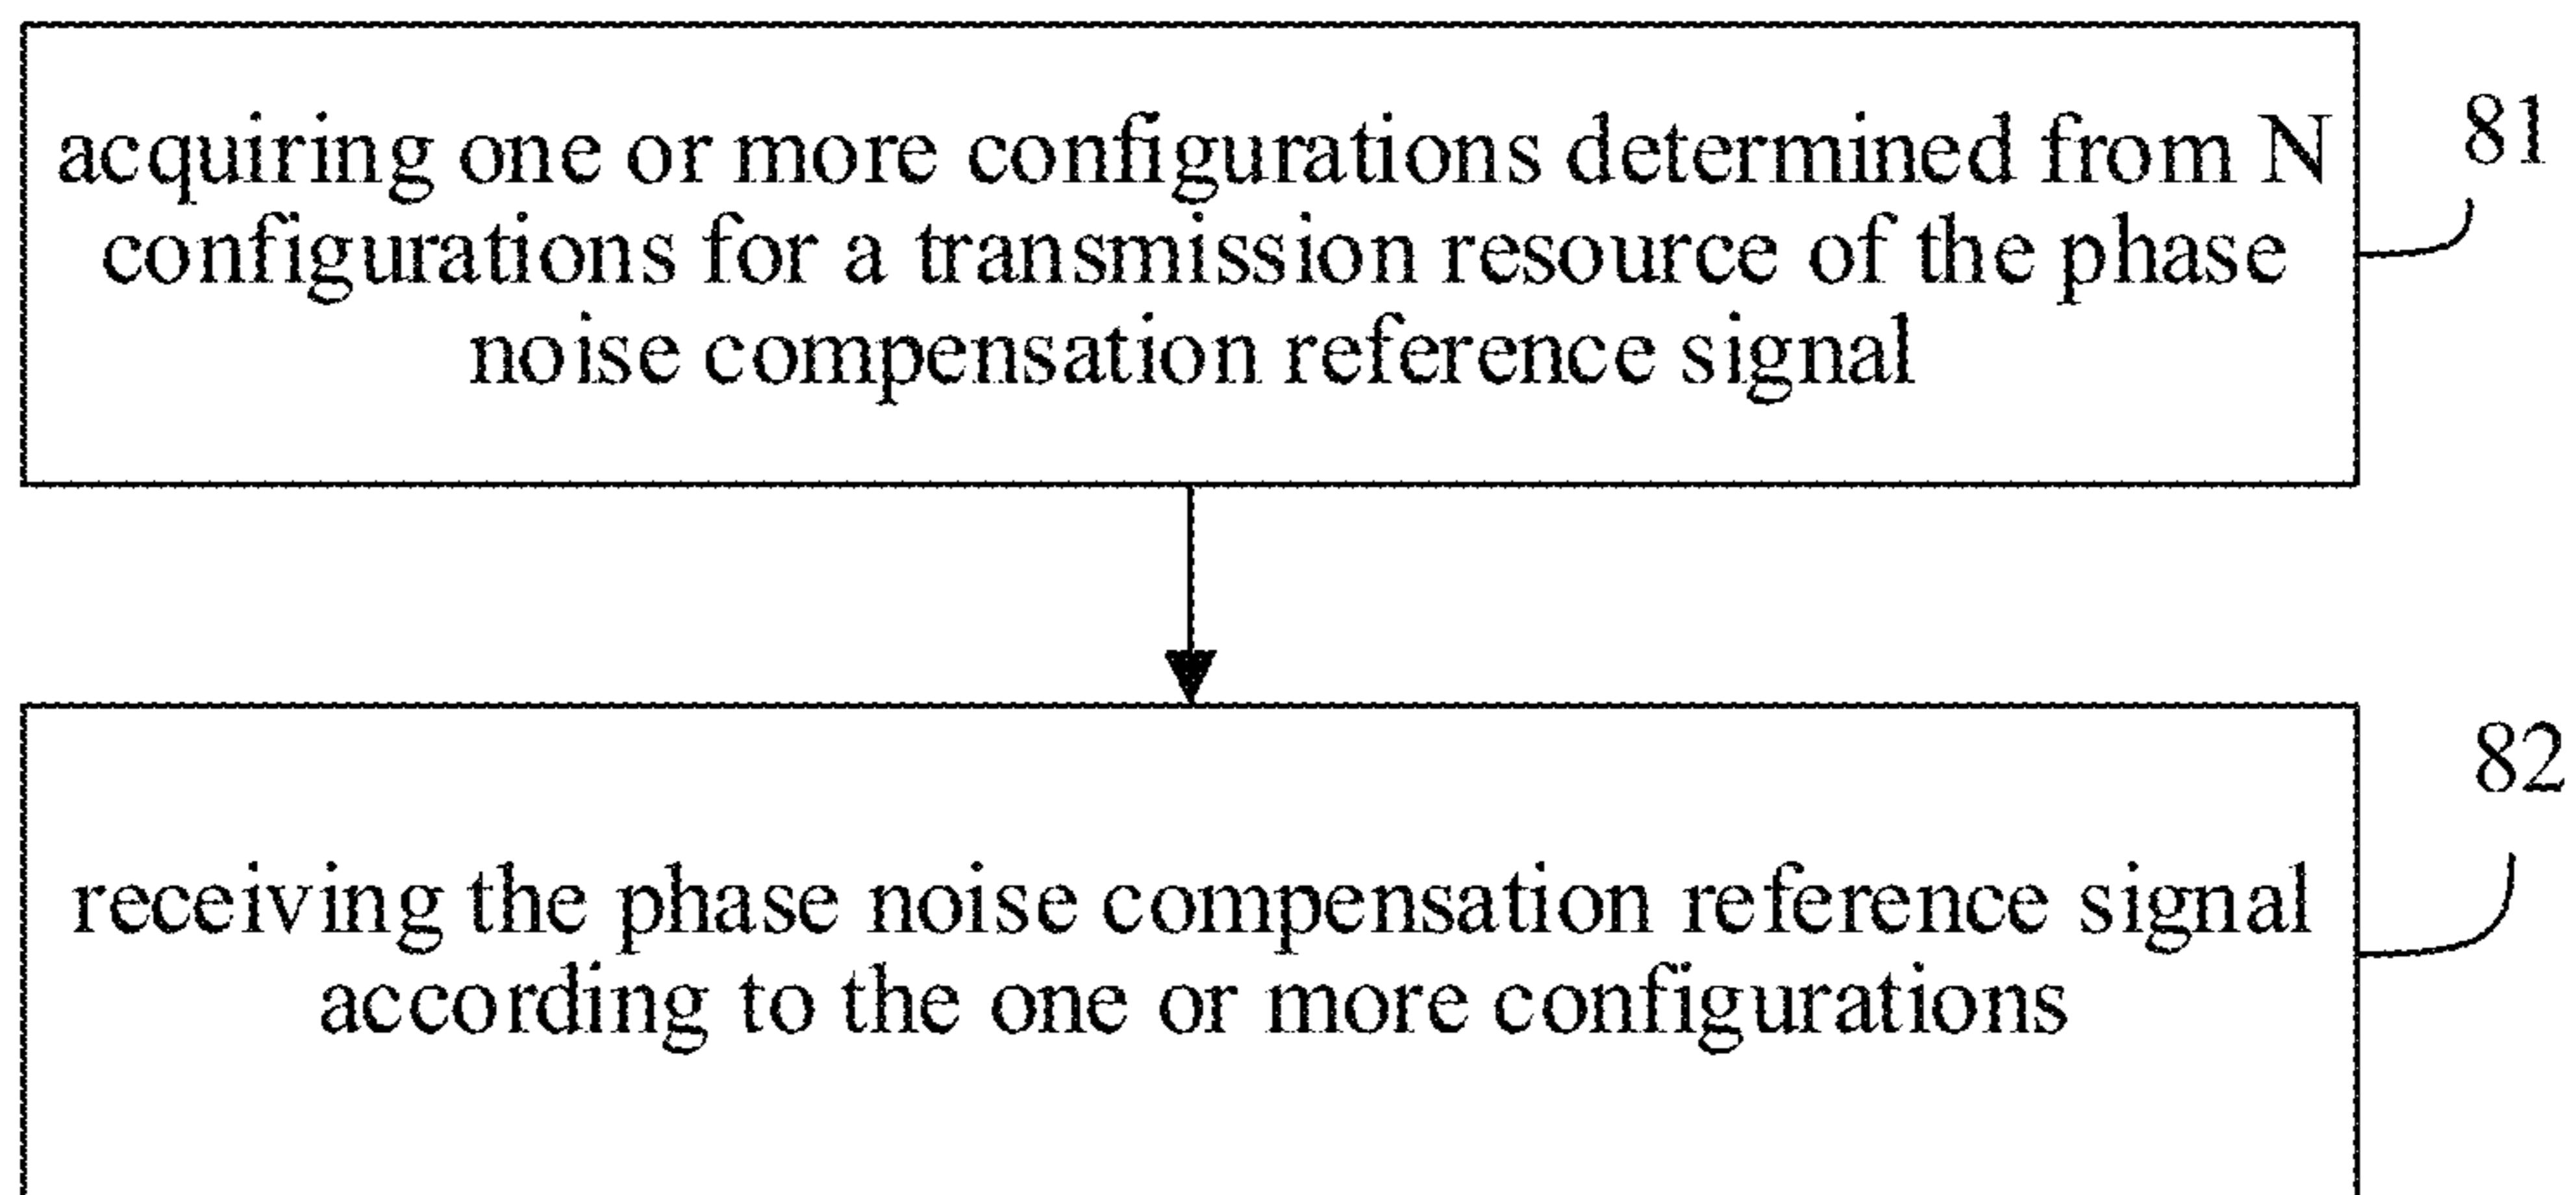 acquiring one or more configurations determined from N
configurations for a transmission resource of the phase
noise compensation reference signal
81
receiving the phase noise compensation reference signal
according to the one or more configurations
82